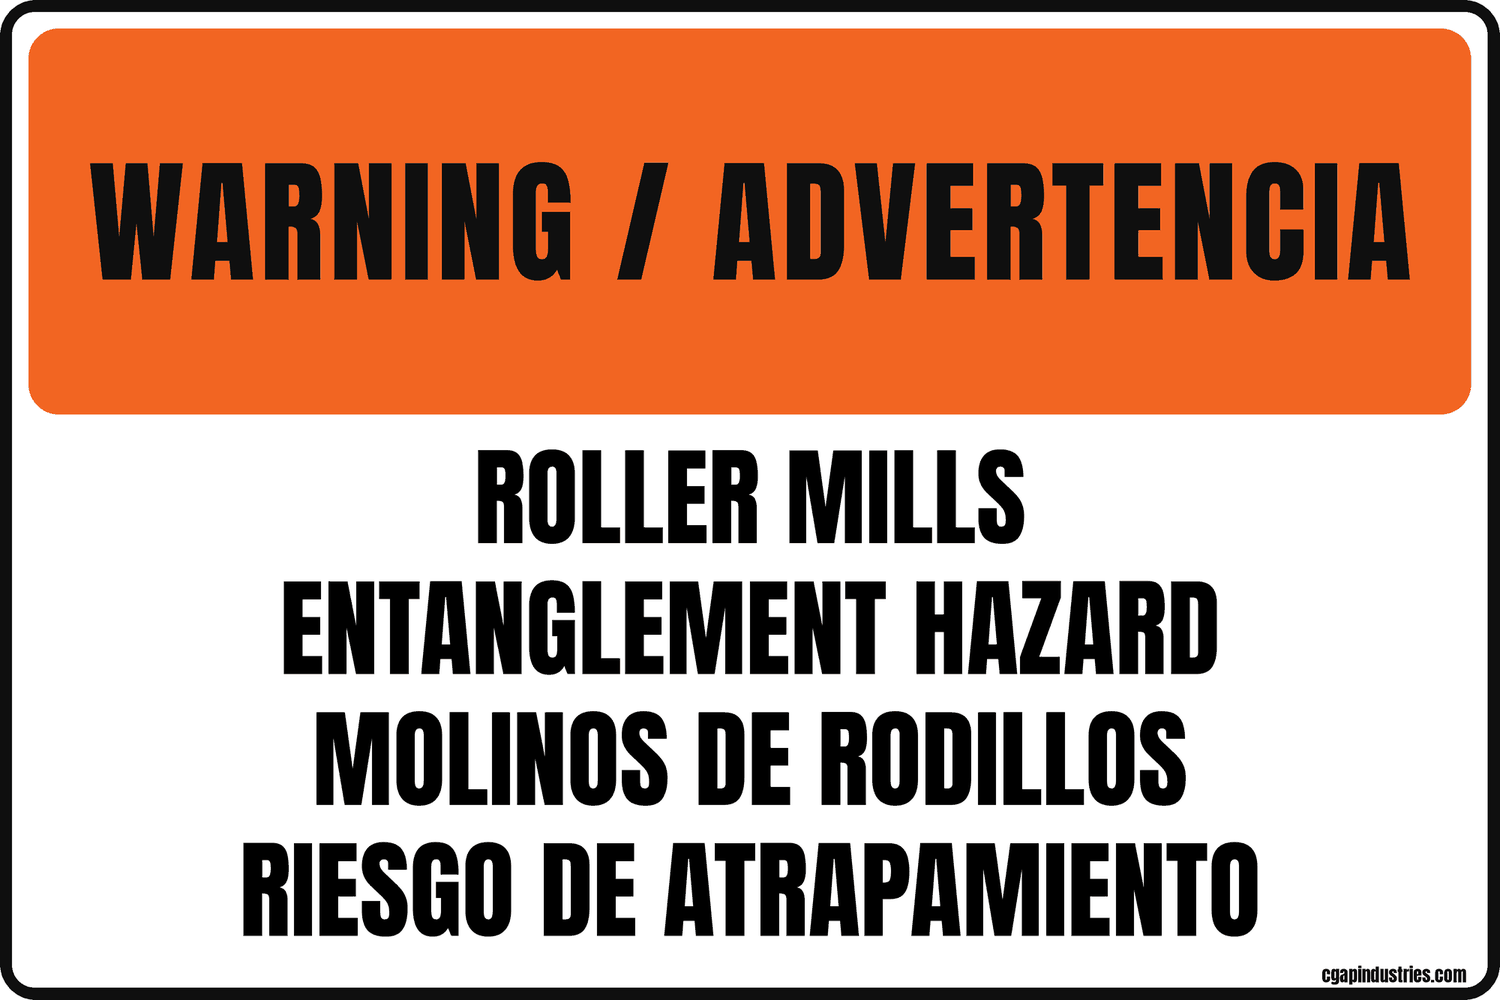 WARNING / ADVERTENCIA
ROLLER MILLS
ENTANGLEMENT HAZARD
MOLINOS DE RODILLOS
RIESGO DE ATRAPAMIENTO
cgapindustries.com